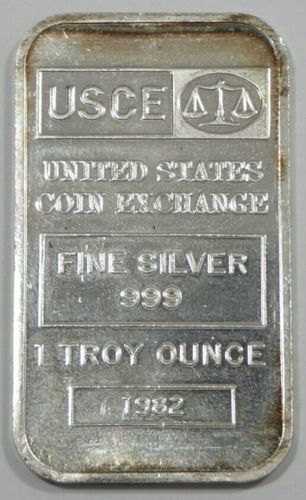 USCE
UNITED STATES
COIN EXCHANGE
FINE SILVER
999
1 TROY OUNCE
1982